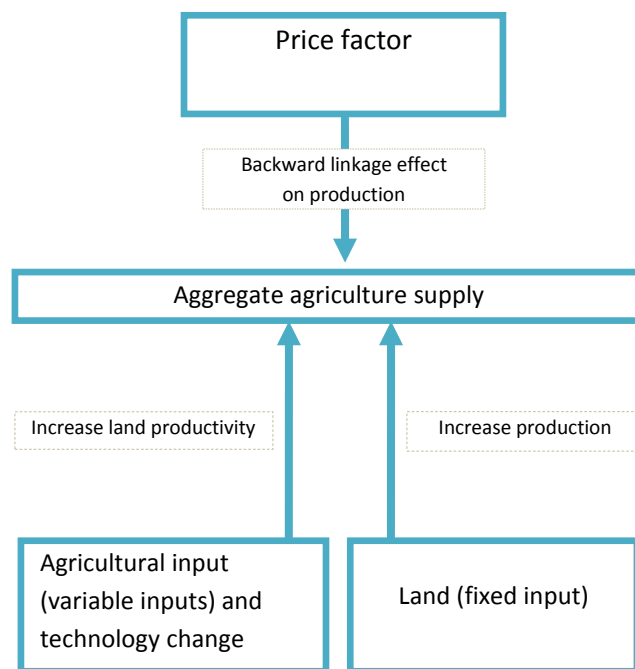 Price factor
Backward linkage effect
on production
Aggregate agriculture supply
Increase land productivity
Increase production
Agricultural input
(variable inputs) and
technology change
Land (fixed input)